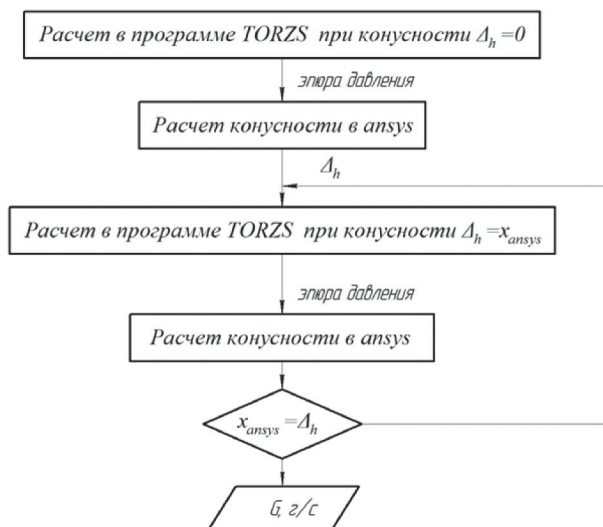 Расчет в программе TORZS при конусности Δh =0
эпюра давления
Расчет конусности в ansys
Δh
Расчет в программе TORZS при конусности Δh =xansys
эпюра давления
Расчет конусности в ansys
xansys =Δh
G, г/с